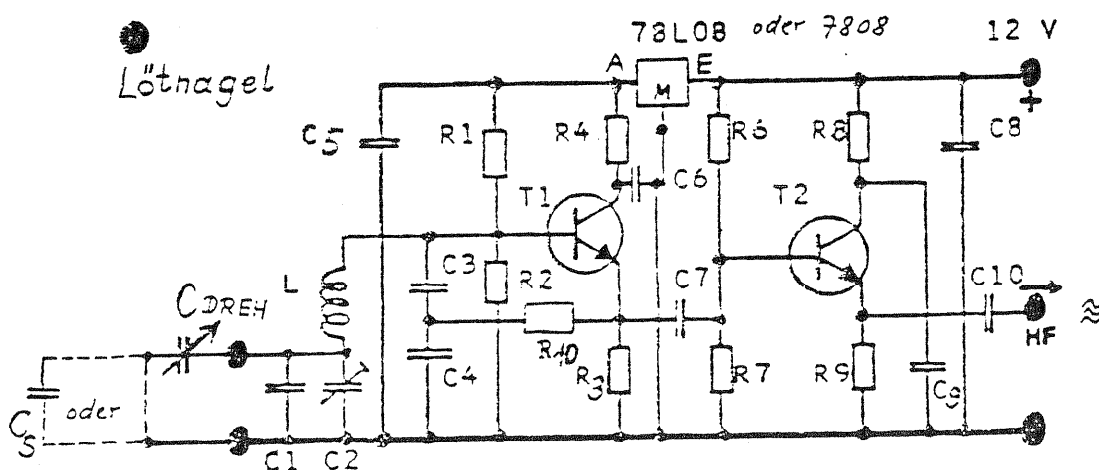 78L08 oder 7808
12 V
Lötnagel
A
E
M
+
C5
R1
R4
C6
R6
R8
C8
T1
T2
L
C3
R2
C7
C10
CDREH
HF
≈
R10
C4
R3
R7
R9
C9
CS
oder
C1
C2